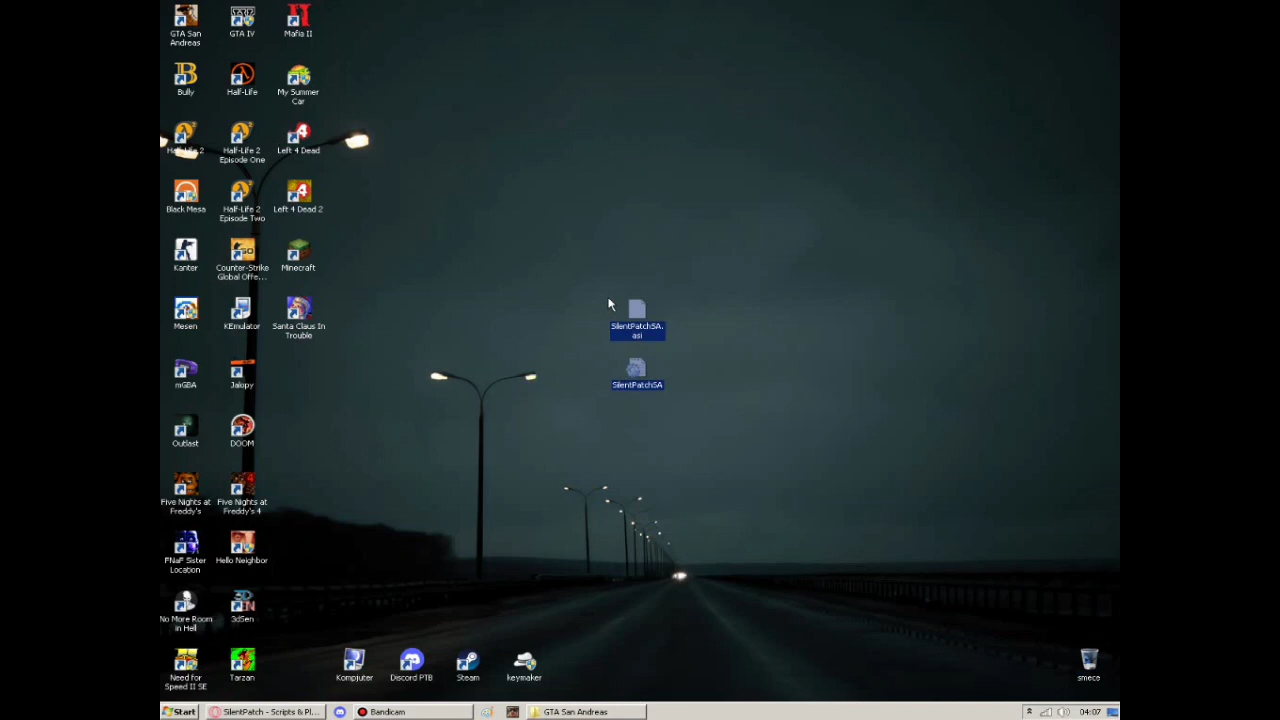 GTA San
Andreas
GTA IV
Mafia II
Bully
Half-Life
My Summer
Car
Half-Life 2
Half-Life 2
Episode One
Left 4 Dead
Black Mesa
Half-Life 2
Episode Two
Left 4 Dead 2
Kanter
Counter-Strike
Global Offe...
Minecraft
Mesen
KEmulator
Santa Claus In
Trouble
SilentPatchSA.
asi
SilentPatchSA
mGBA
Jalopy
Outlast
DOOM
Five Nights at
Freddy's
Five Nights at
Freddy's 4
FNaF Sister
Location
Hello Neighbor
No More Room
in Hell
3dSen
Need for
Speed II SE
Tarzan
Kompjuter
Discord PTB
Steam
keymaker
smece
Start
SilentPatch - Scripts & Pl...
Bandicam
GTA San Andreas
04:07